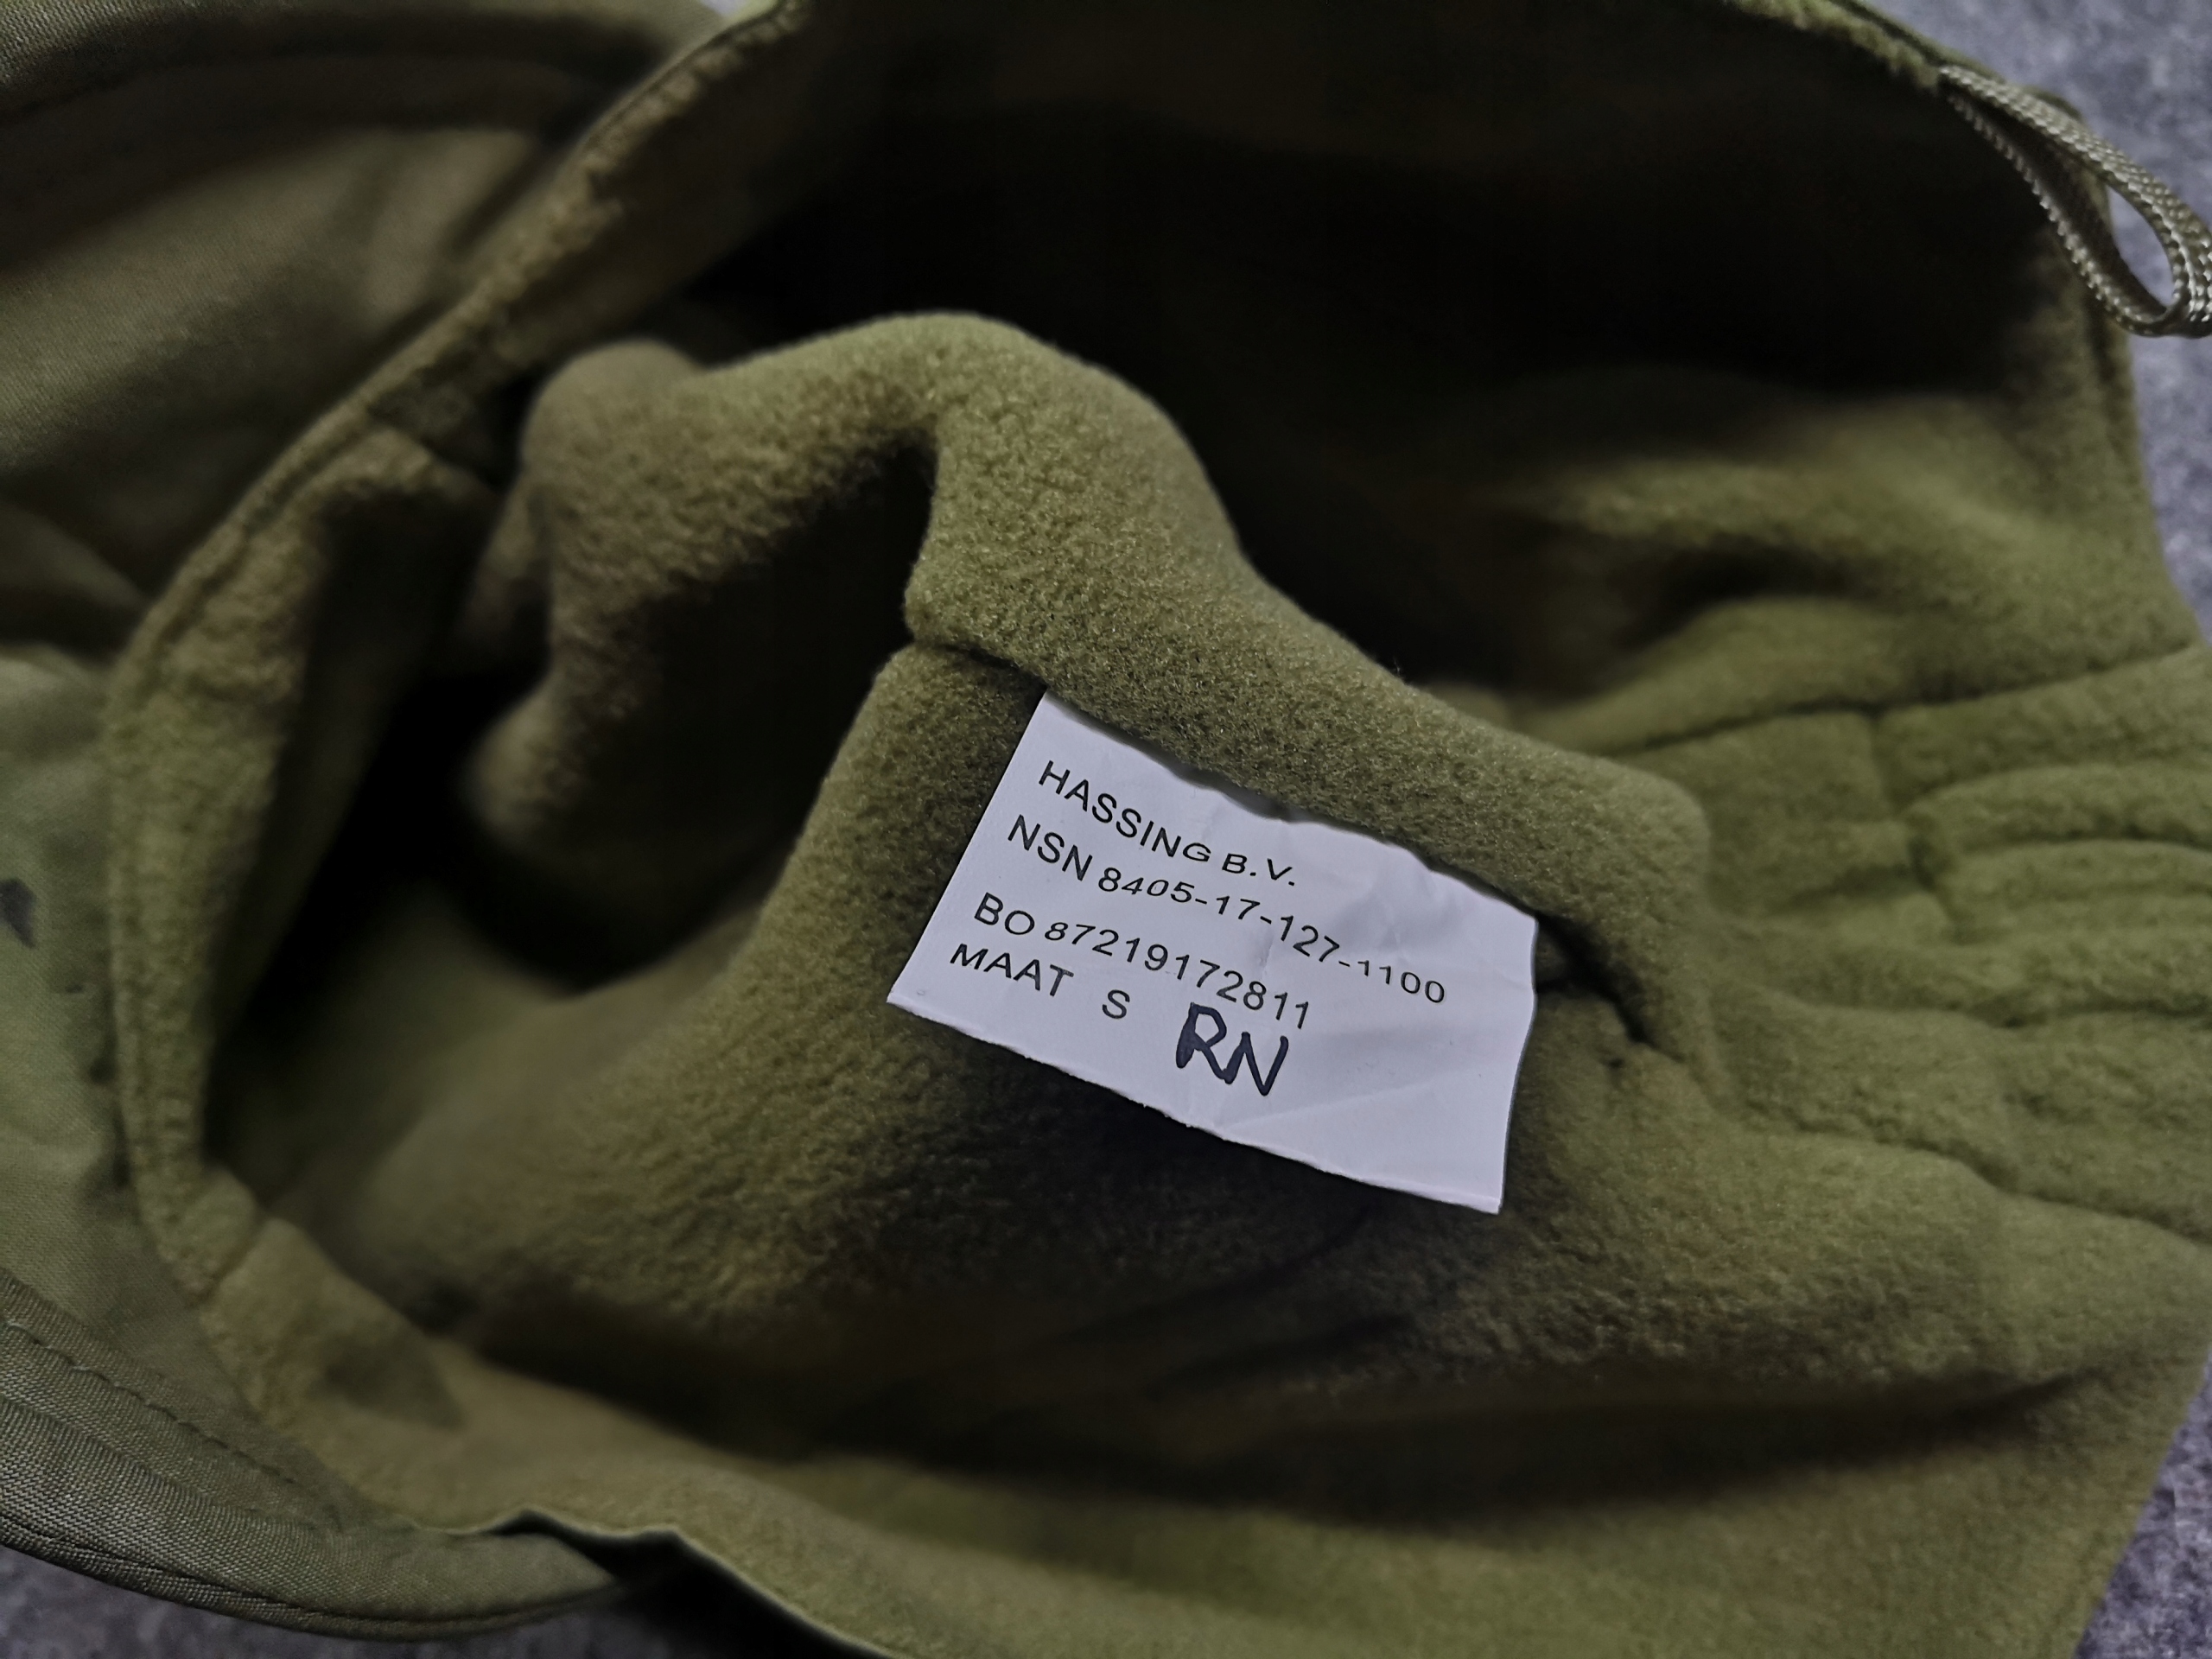 HASSING B.V.
NSN 8405-17-127-1100
BO 87219172811
MAAT S
RN